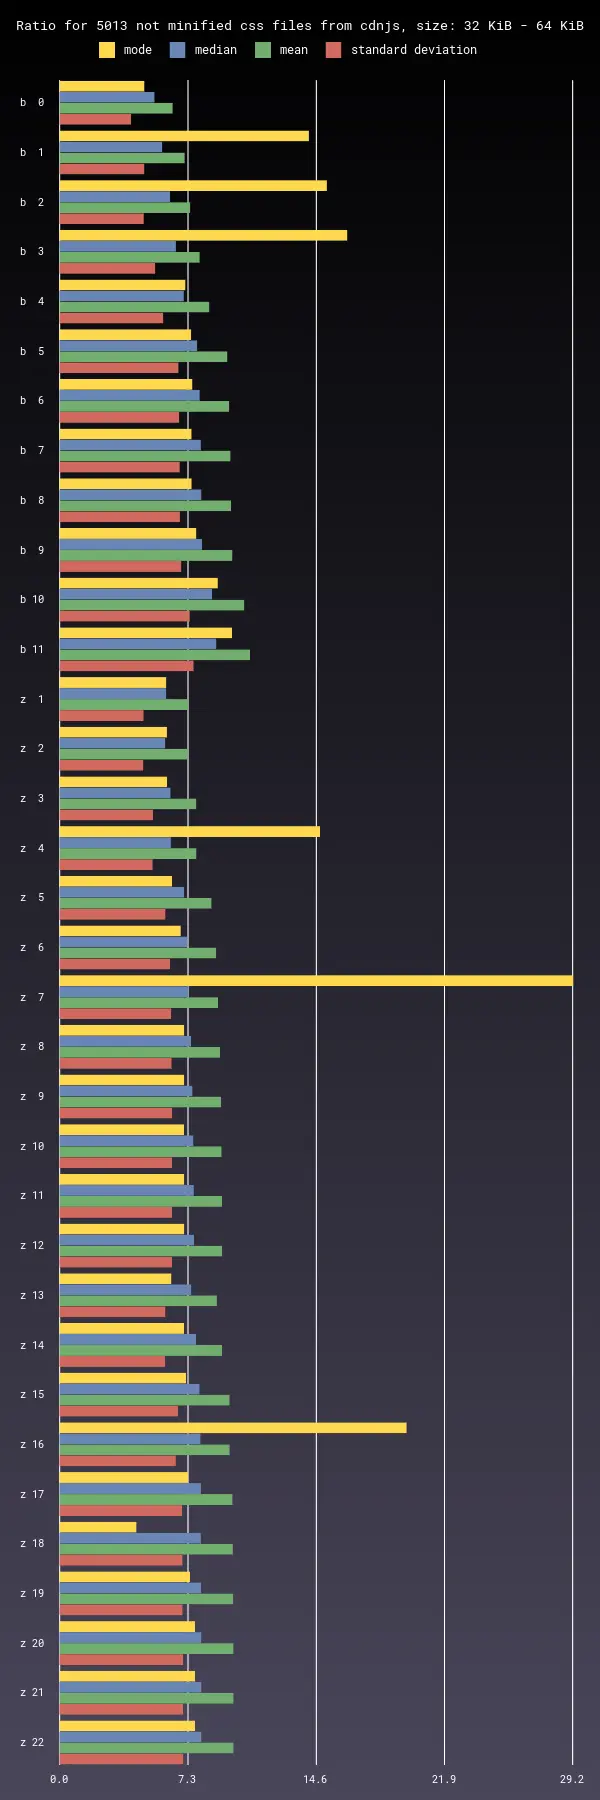 Ratio for 5013 not minified css files from cdnjs, size: 32 KiB - 64 KiB
mode median mean standard deviation
b 0
b 1
b 2
b 3
b 4
b 5
b 6
b 7
b 8
b 9
b 10
b 11
z 1
z 2
z 3
z 4
z 5
z 6
z 7
z 8
z 9
z 10
z 11
z 12
z 13
z 14
z 15
z 16
z 17
z 18
z 19
z 20
z 21
z 22
0.0 7.3 14.6 21.9 29.2